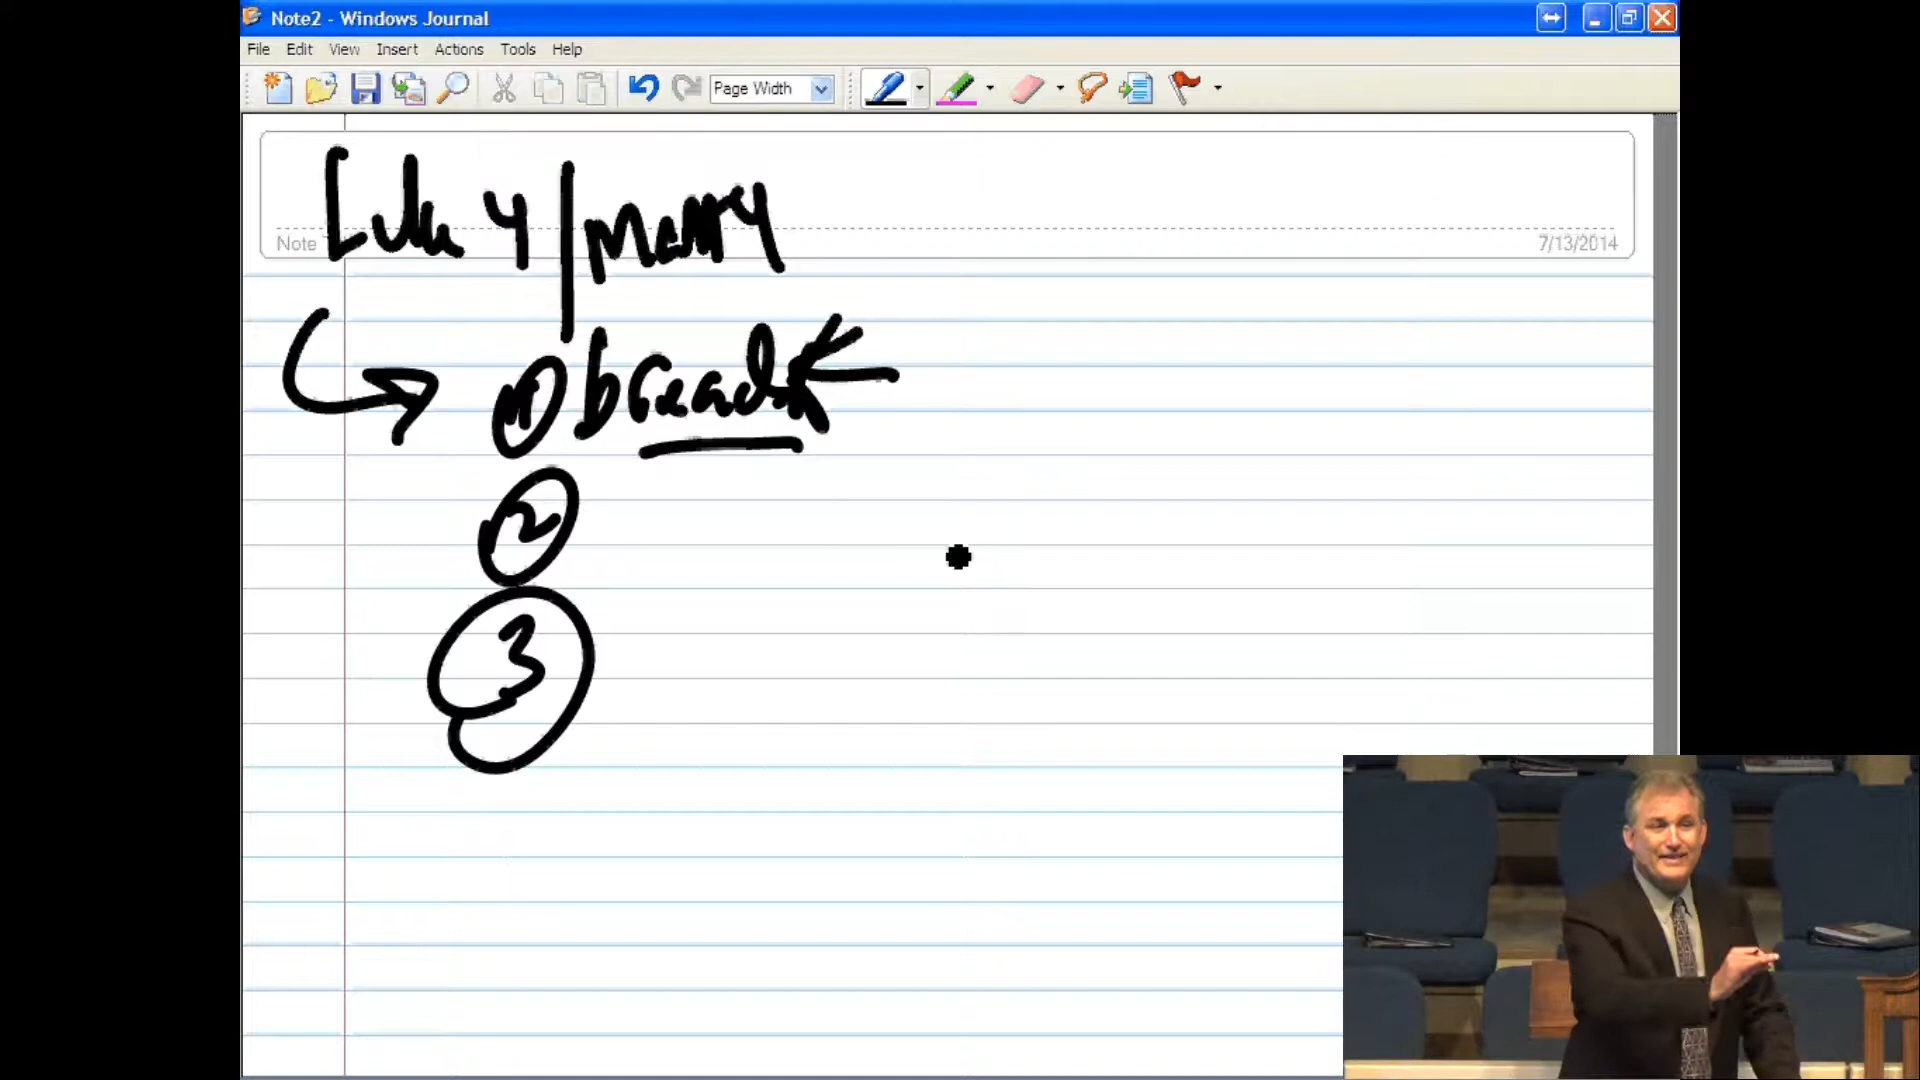 Note2 - Windows Journal
File Edit View Insert Actions Tools Help
Page Width
Luke 4 | marry
Note
7/13/2014
1 bread
2
3